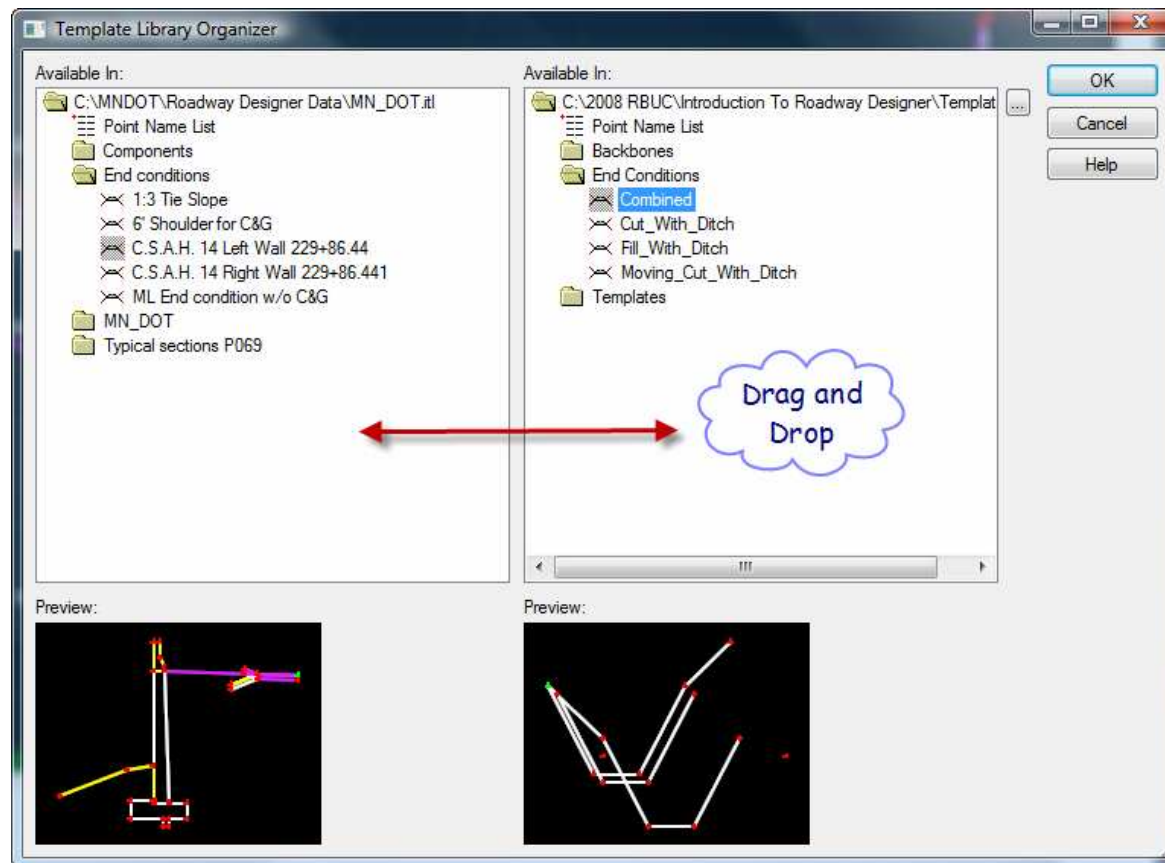 Template Library Organizer
Available In:
C:\MNDOT\Roadway Designer Data\MN_DOT.itl
Point Name List
Components
End conditions
1:3 Tie Slope
6' Shoulder for C&G
C.S.A.H. 14 Left Wall 229+86.44
C.S.A.H. 14 Right Wall 229+86.441
ML End condition w/o C&G
MN_DOT
Typical sections P069
Available In:
C:\2008 RBUC\Introduction To Roadway Designer\Templat
...
Point Name List
Backbones
End Conditions
Combined
Cut_With_Ditch
Fill_With_Ditch
Moving_Cut_With_Ditch
Templates
Drag and
Drop
OK
Cancel
Help
Preview:
Preview: